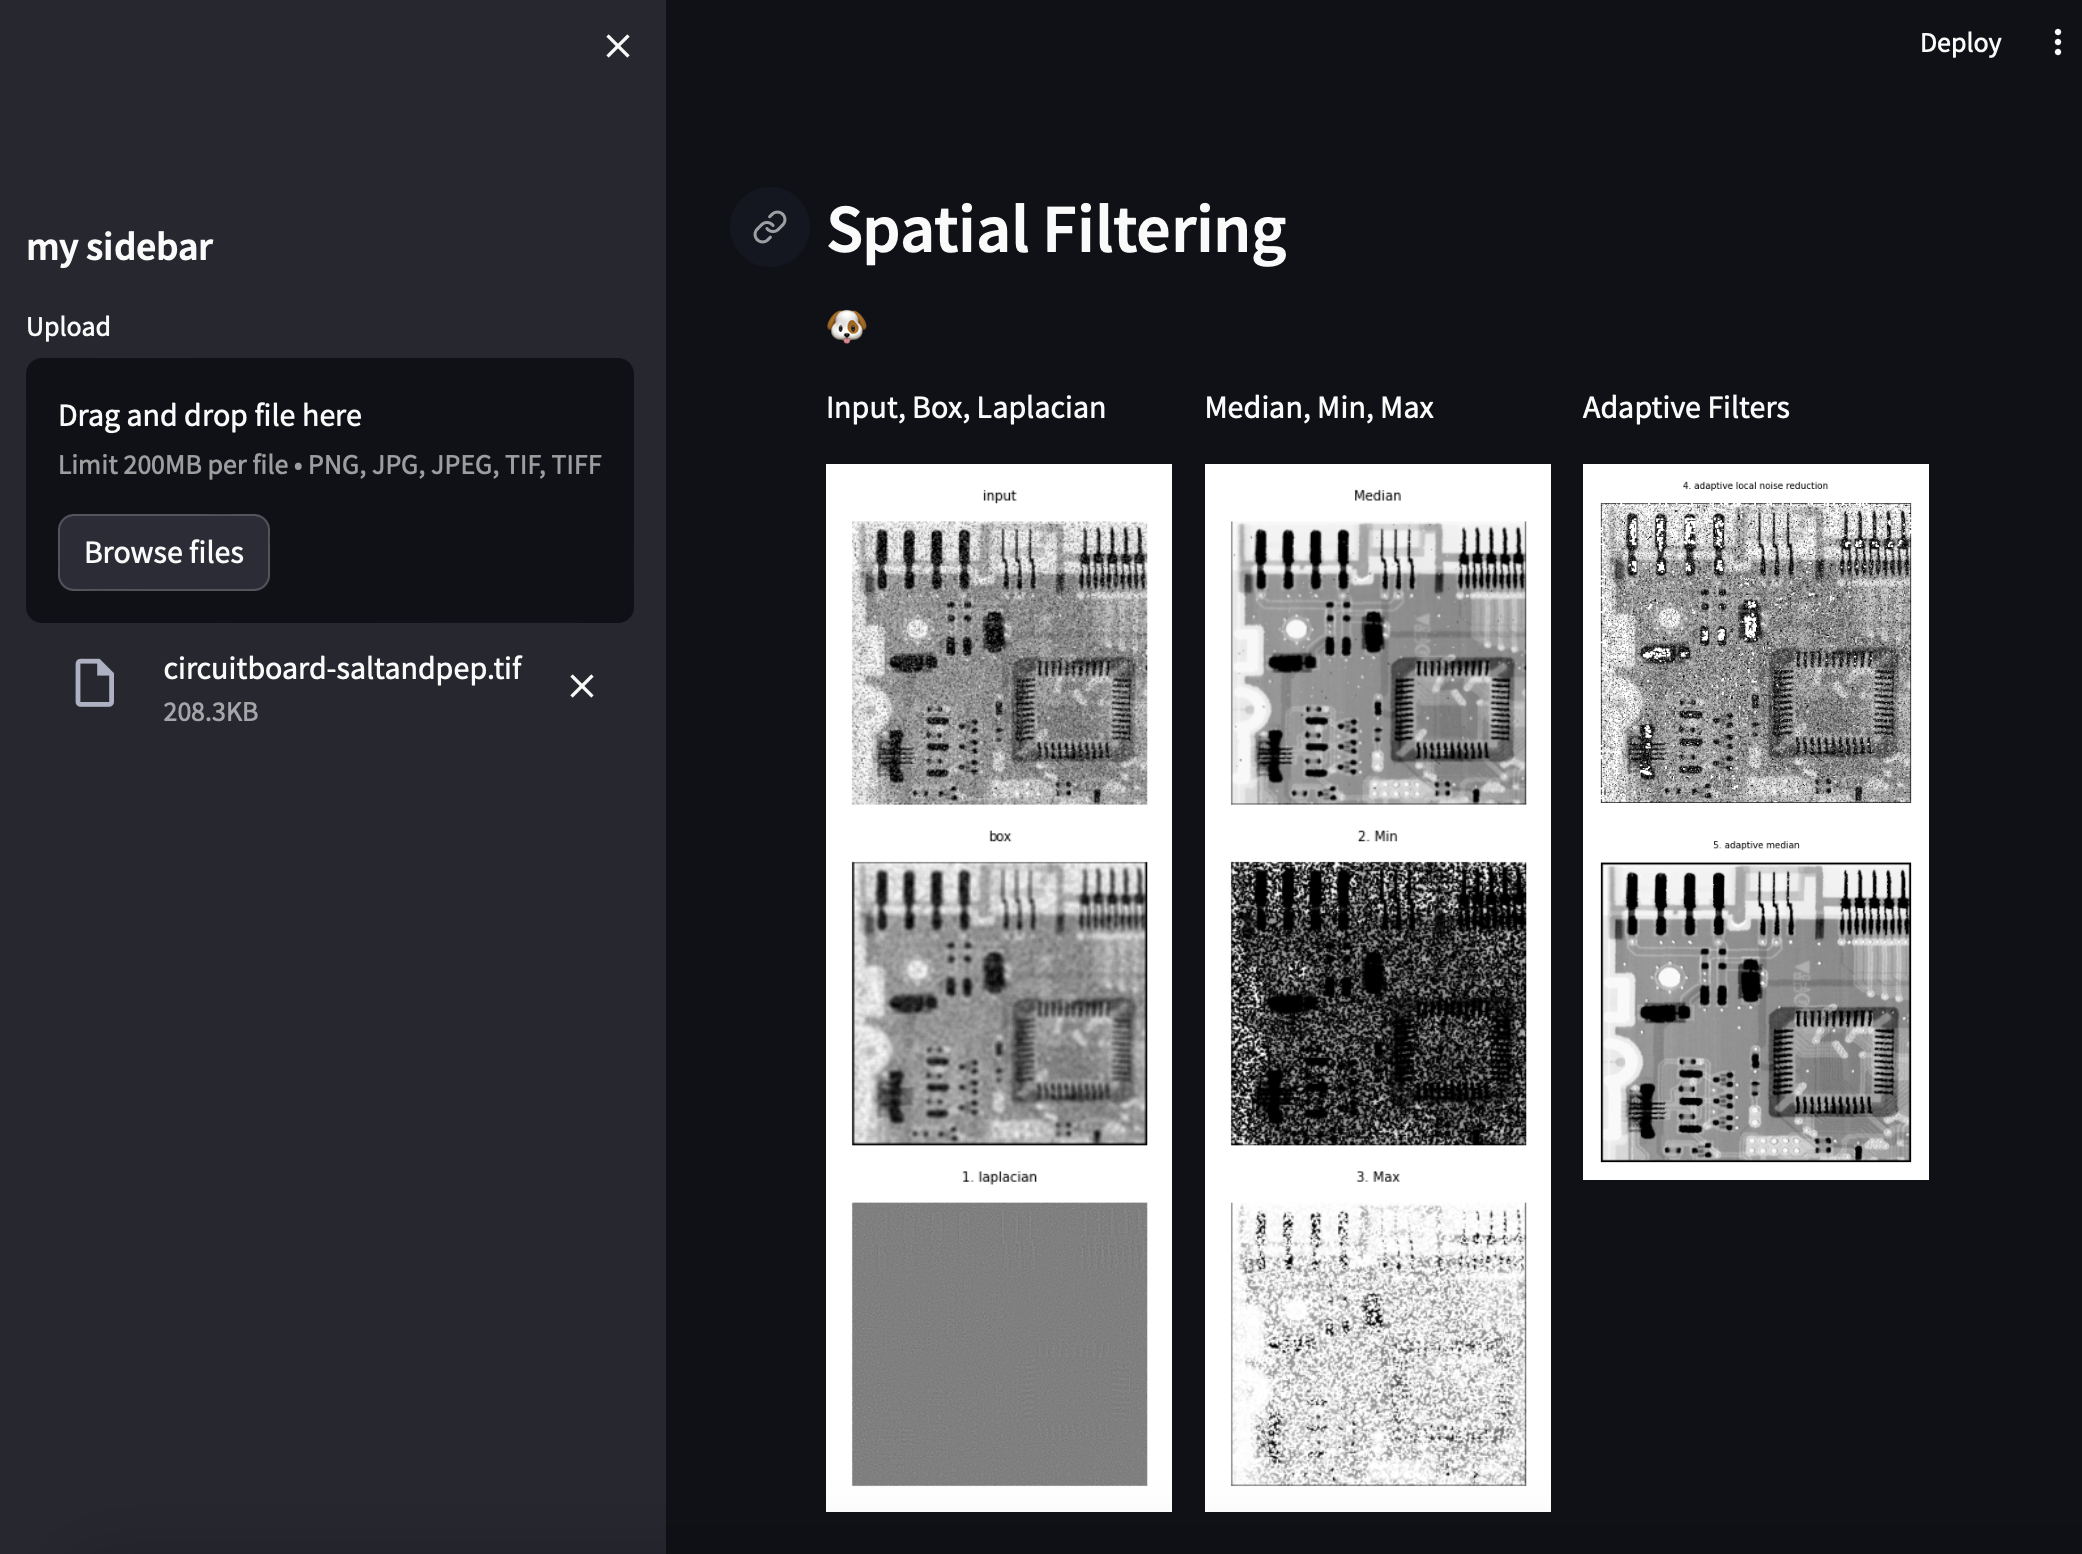 Deploy
my sidebar
Upload
Drag and drop file here
Limit 200MB per file • PNG, JPG, JPEG, TIF, TIFF
Browse files
circuitboard-saltandpep.tif
208.3KB
Spatial Filtering
Input, Box, Laplacian
input
box
1. laplacian
Median, Min, Max
Median
2. Min
3. Max
Adaptive Filters
4. adaptive local noise reduction
5. adaptive median